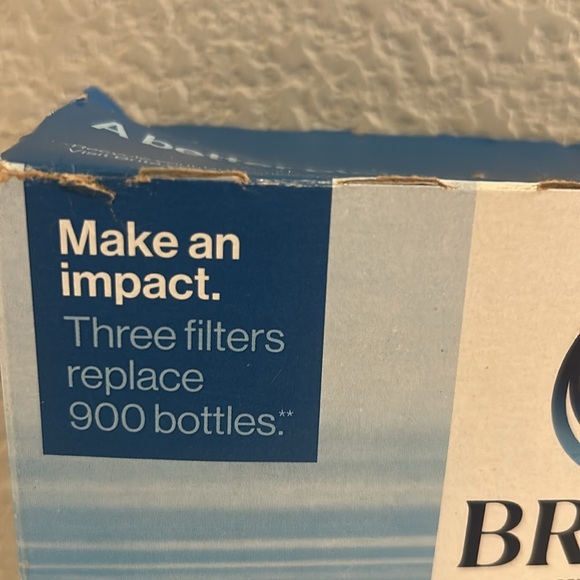 A
Make an
impact.
Three filters
replace
900 bottles.**
BR